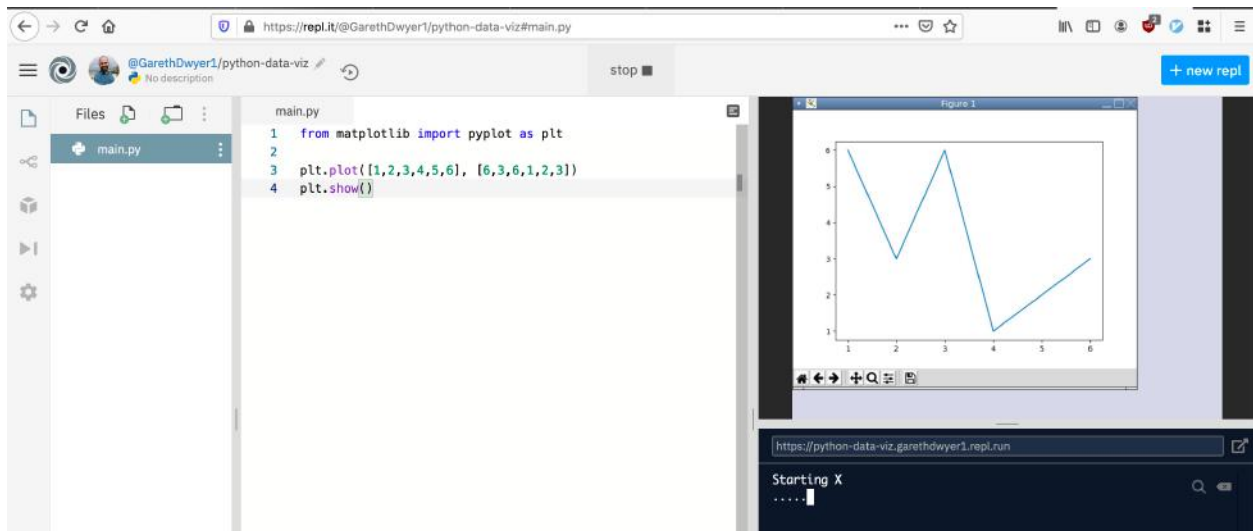 https://repl.it/@GarethDwyer1/python-data-viz#main.py
@GarethDwyer1/python-data-viz
No description
stop
+ new repl
Files
main.py
main.py
1 from matplotlib import pyplot as plt
2
3 plt.plot([1,2,3,4,5,6], [6,3,6,1,2,3])
4 plt.show()
Figure 1
6
5
4
3
2
1
1 2 3 4 5 6
https://python-data-viz.garethdwyer1.repl.run
Starting X
.....